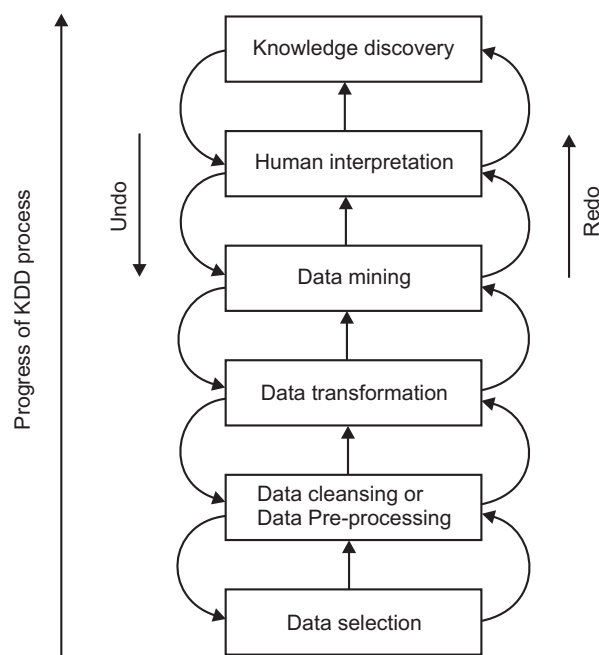 Knowledge discovery
Human interpretation
Undo
Redo
Data mining
Progress of KDD process
Data transformation
Data cleansing or
Data Pre-processing
Data selection